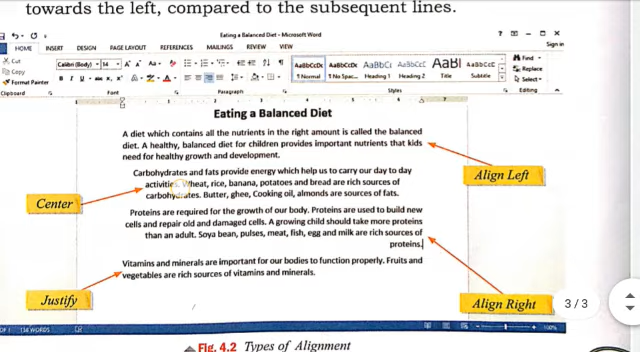 towards the left, compared to the subsequent lines.
Eating a Balanced Diet - Microsoft Word
Sign in
HOME INSERT DESIGN PAGE LAYOUT REFERENCES MAILINGS REVIEW VIEW
Cut
Copy
Format Painter
Calibri (Body) 14
AaBbCcDc AaBbCcDc AaBbC AaBbCcC AaBl AaBbCcC
¶ Normal ¶ No Spac... Heading 1 Heading 2 Title Subtitle
Find
Replace
Select
Clipboard Font Paragraph Styles Editing
Eating a Balanced Diet
A diet which contains all the nutrients in the right amount is called the balanced
diet. A healthy, balanced diet for children provides important nutrients that kids
need for healthy growth and development.
Align Left
Carbohydrates and fats provide energy which help us to carry our day to day
activities. Wheat, rice, banana, potatoes and bread are rich sources of
carbohydrates. Butter, ghee, Cooking oil, almonds are sources of fats.
Center
Proteins are required for the growth of our body. Proteins are used to build new
cells and repair old and damaged cells. A growing child should take more proteins
than an adult. Soya bean, pulses, meat, fish, egg and milk are rich sources of
proteins.
Align Right
Vitamins and minerals are important for our bodies to function properly. Fruits and
vegetables are rich sources of vitamins and minerals.
Justify
3 / 3
OF 1 134 WORDS
100%
Fig. 4.2 Types of Alignment